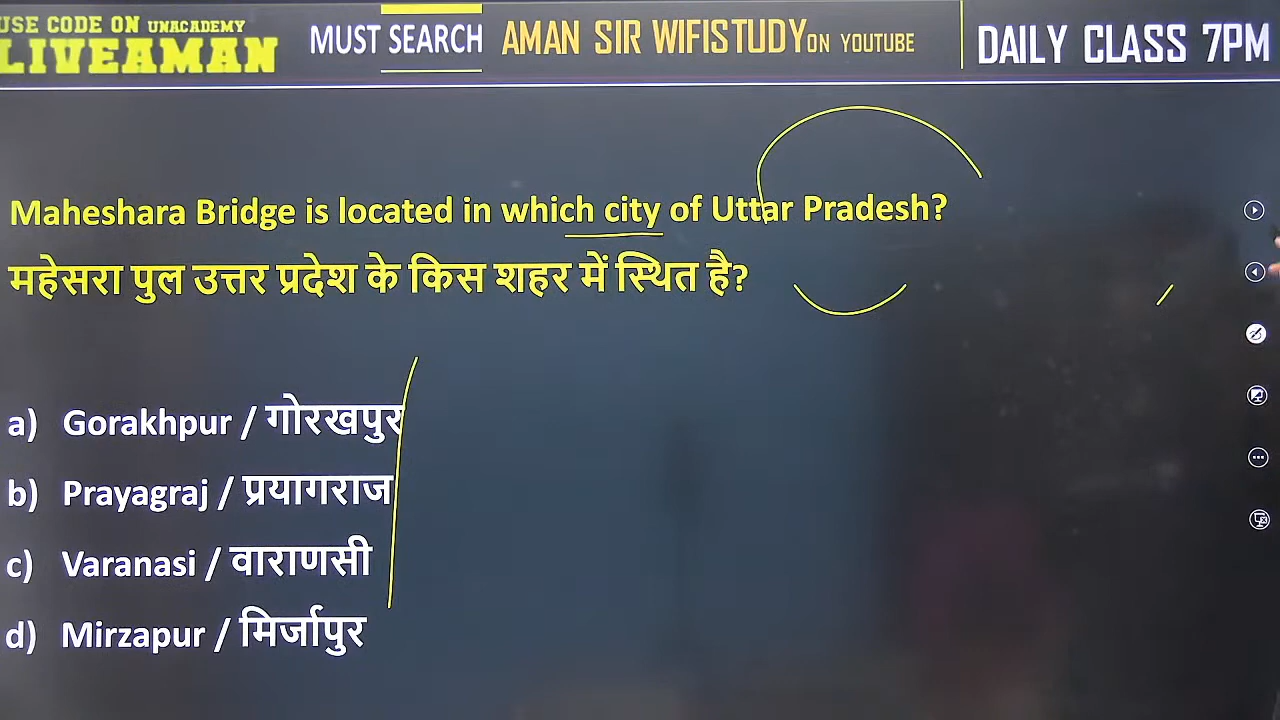 USE CODE ON UNACADEMY
LIVEAMAN
MUST SEARCH AMAN SIR WIFISTUDY ON YOUTUBE
DAILY CLASS 7PM
Maheshara Bridge is located in which city of Uttar Pradesh?
महेसरा पुल उत्तर प्रदेश के किस शहर में स्थित है?
a) Gorakhpur / गोरखपुर
b) Prayagraj / प्रयागराज
c) Varanasi / वाराणसी
d) Mirzapur / मिर्जापुर